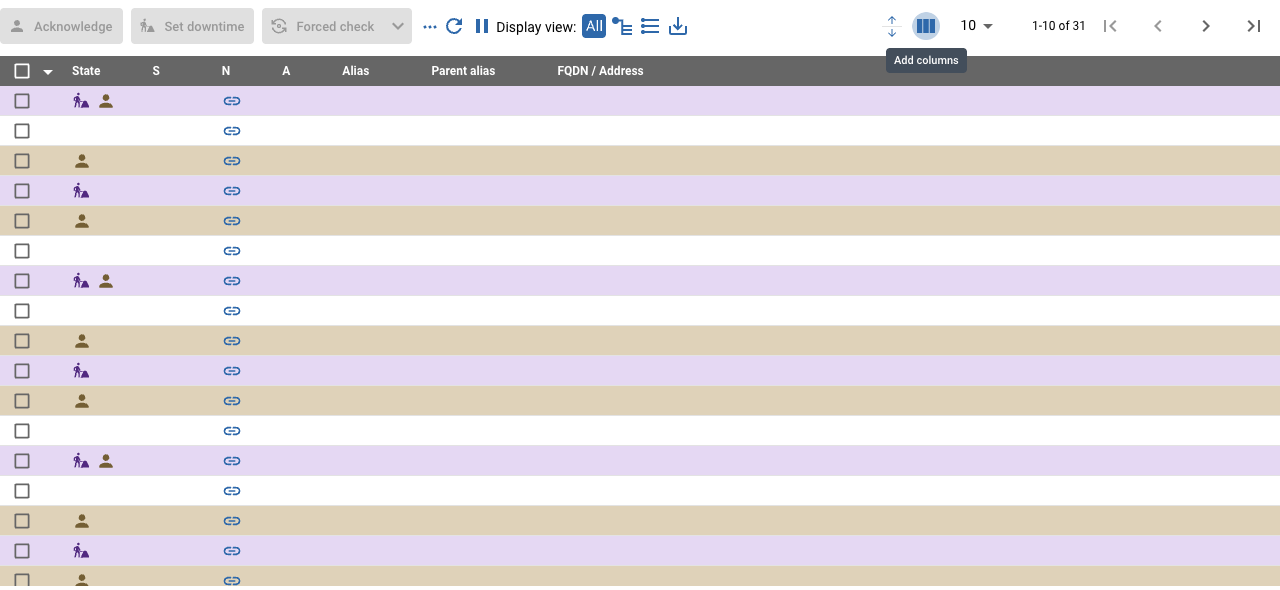 Acknowledge Set downtime Forced check Display view: All 10 1-10 of 31
Add columns
State S N A Alias Parent alias FQDN / Address